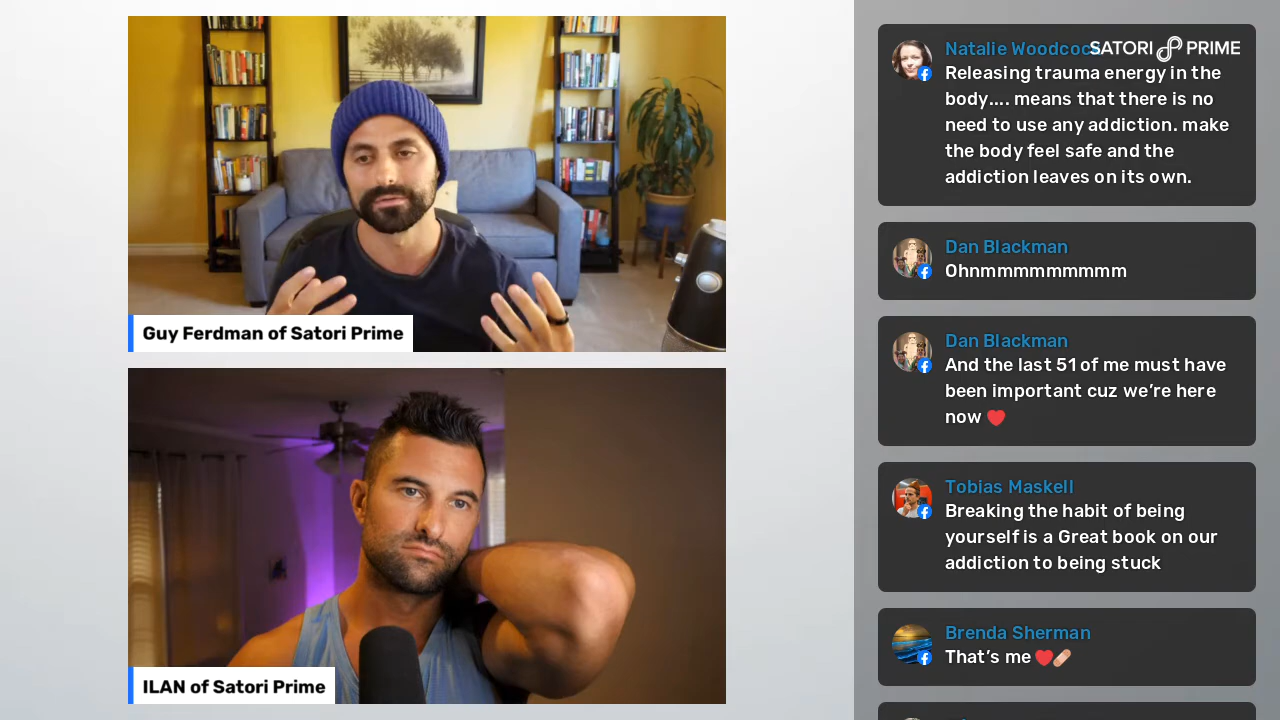 Guy Ferdman of Satori Prime
ILAN of Satori Prime
SATORI PRIME
Natalie Woodcock
Releasing trauma energy in the
body.... means that there is no
need to use any addiction. make
the body feel safe and the
addiction leaves on its own.
Dan Blackman
Ohnmmmmmmmmm
Dan Blackman
And the last 51 of me must have
been important cuz we’re here
now ❤️
Tobias Maskell
Breaking the habit of being
yourself is a Great book on our
addiction to being stuck
Brenda Sherman
That’s me ❤️🩹